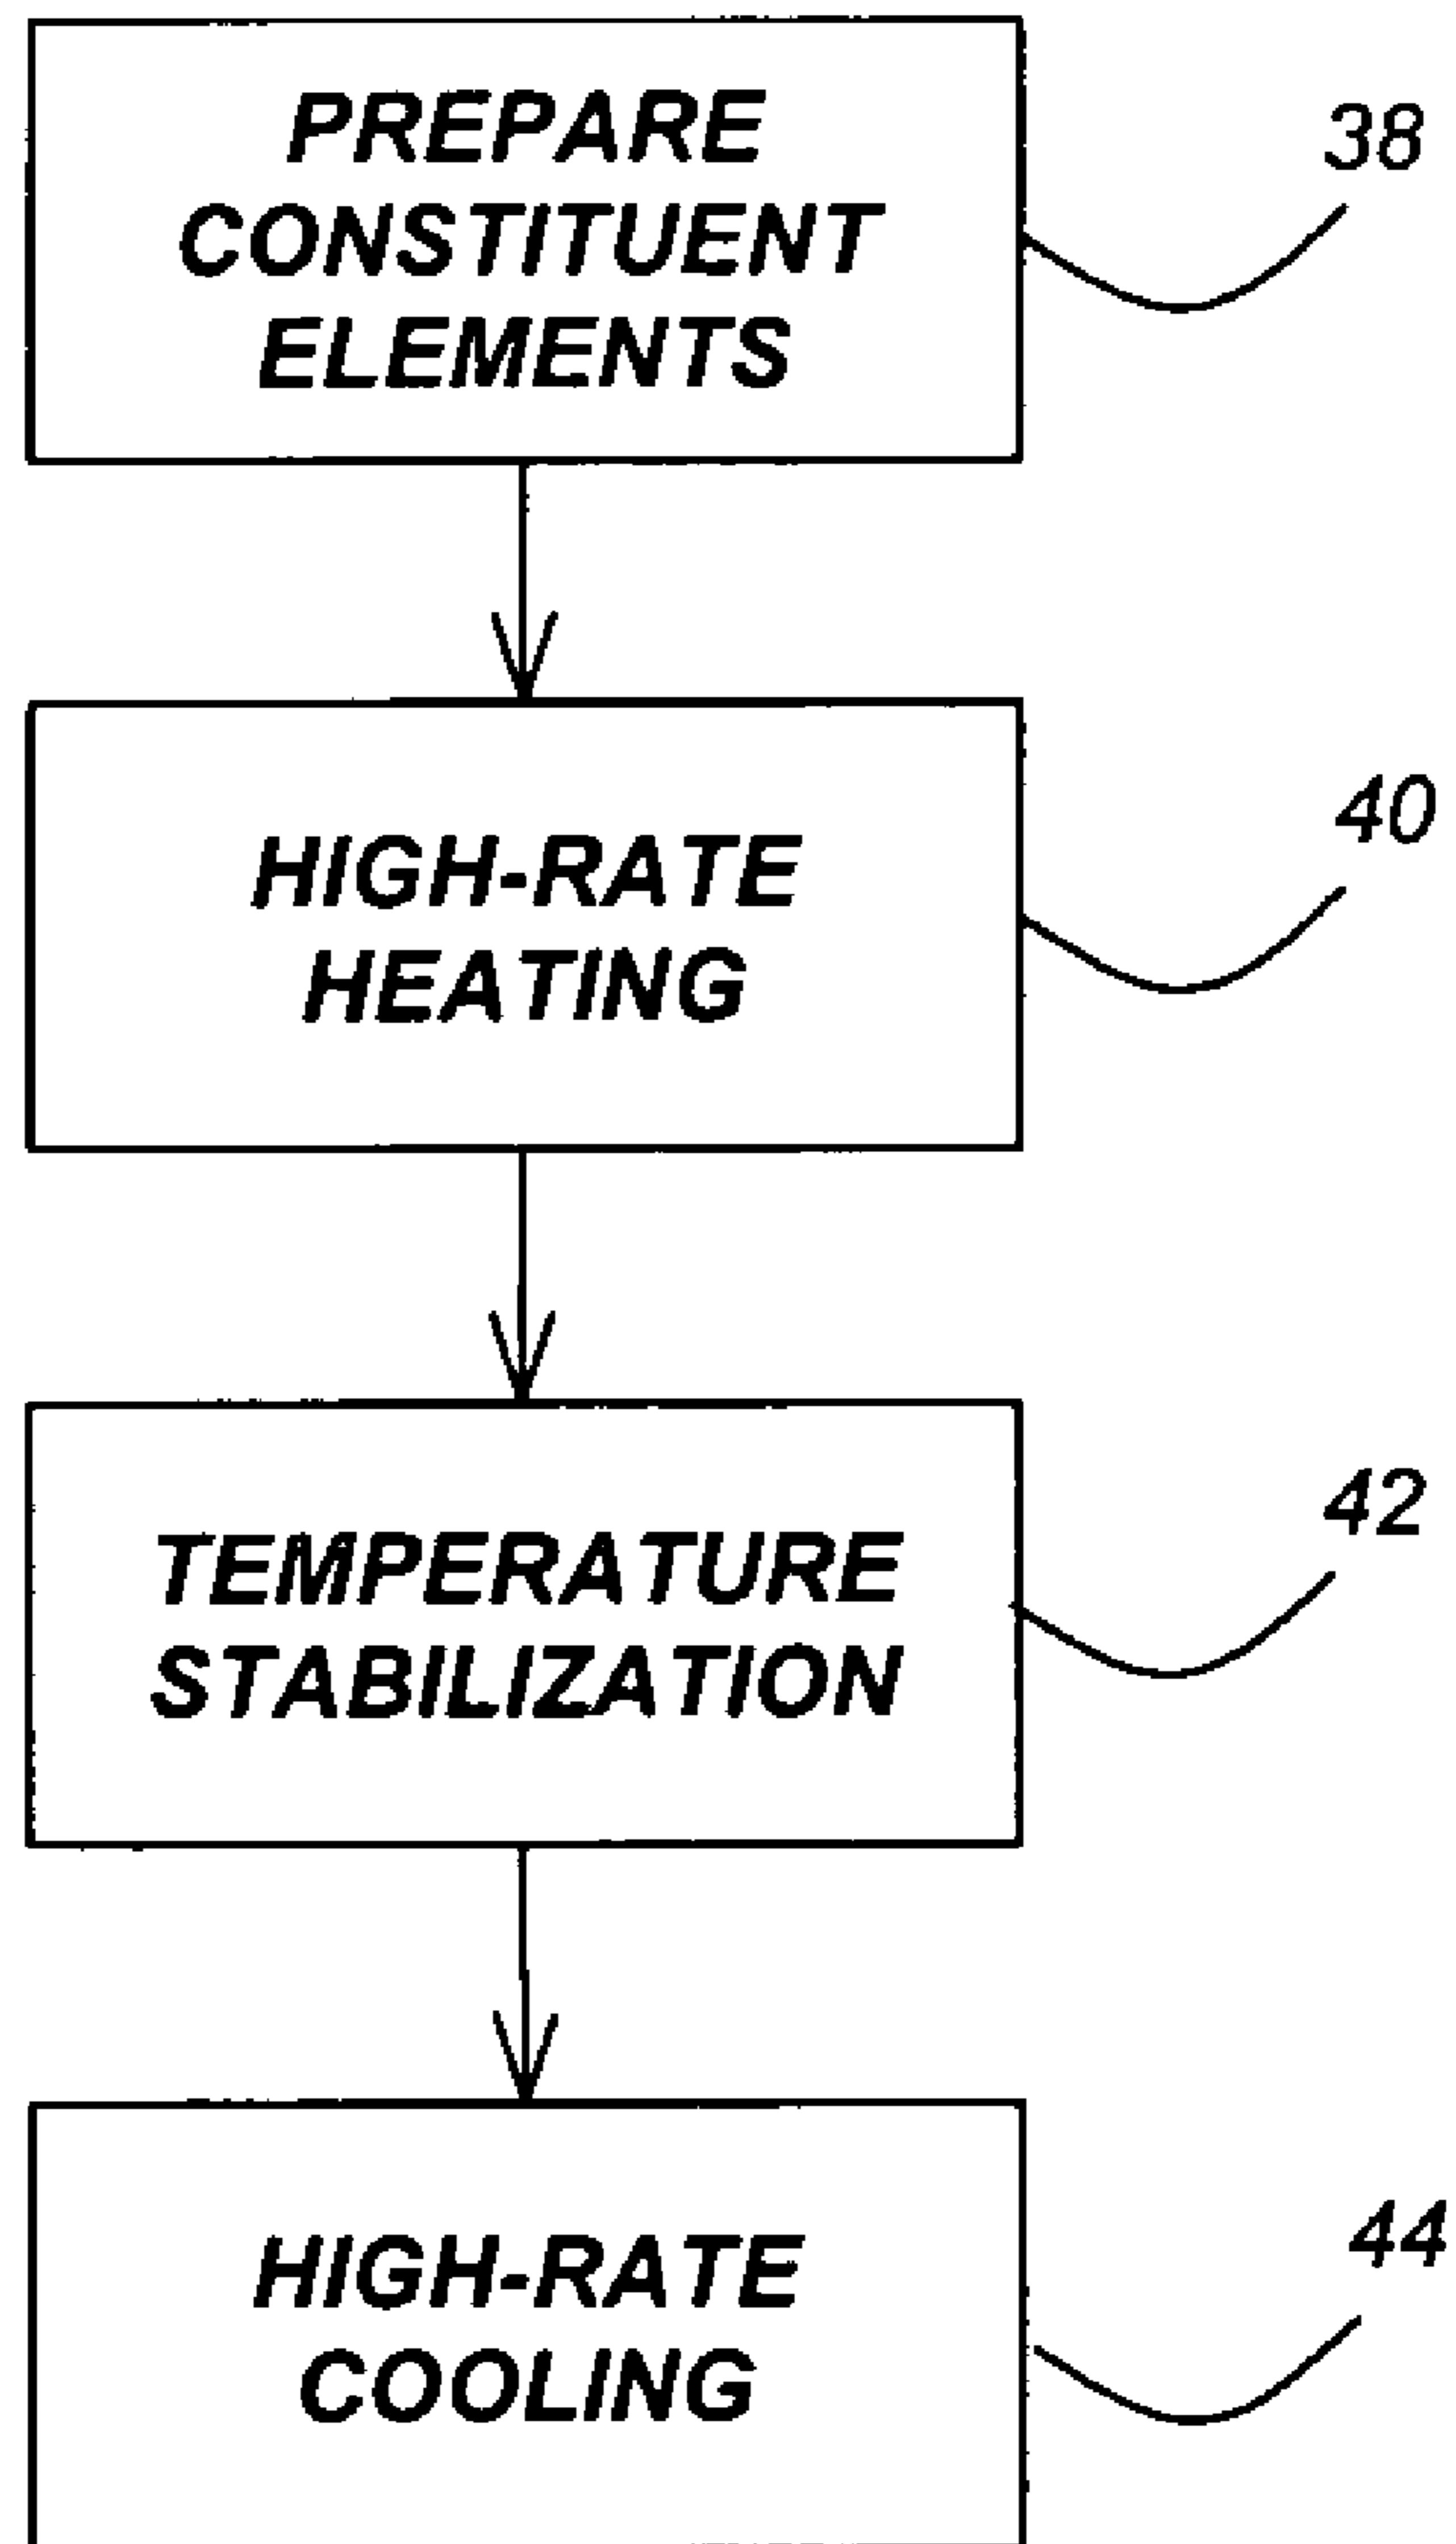 PREPARE
CONSTITUENT
ELEMENTS
38
HIGH-RATE
HEATING
40
TEMPERATURE
STABILIZATION
42
HIGH-RATE
COOLING
44